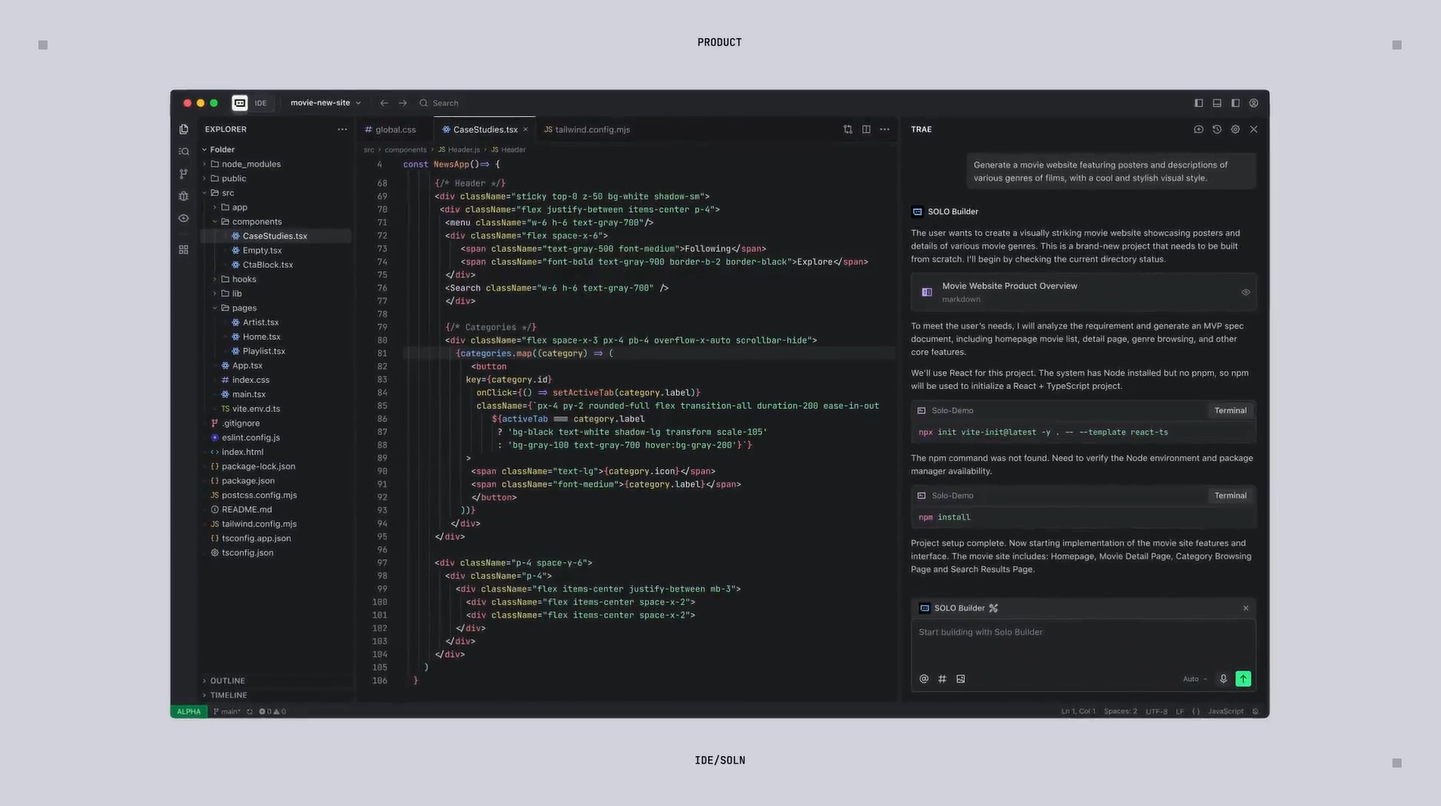 PRODUCT
IDE
movie-new-site
Search
EXPLORER
Folder
node_modules
public
src
app
components
CaseStudies.tsx
Empty.tsx
CtaBlock.tsx
hooks
lib
pages
Artist.tsx
Home.tsx
Playlist.tsx
App.tsx
index.css
main.tsx
TS vite.env.d.ts
.gitignore
eslint.config.js
index.html
package-lock.json
package.json
JS postcss.config.mjs
README.md
JS tailwind.config.mjs
tsconfig.app.json
tsconfig.json
OUTLINE
TIMELINE
# global.css
CaseStudies.tsx ×
JS tailwind.config.mjs
src › components › JS Header.js › Header
4 const NewsApp()=> {
68 {/* Header */}
69 <div className="sticky top-0 z-50 bg-white shadow-sm">
70 <div className="flex justify-between items-center p-4">
71 <menu className="w-6 h-6 text-gray-700"/>
72 <div className="flex space-x-6">
73 <span className="text-gray-500 font-medium">Following</span>
74 <span className="font-bold text-gray-900 border-b-2 border-black">Explore</span>
75 </div>
76 <Search className="w-6 h-6 text-gray-700" />
77 </div>
78
79 {/* Categories */}
80 <div className="flex space-x-3 px-4 pb-4 overflow-x-auto scrollbar-hide">
81 {categories.map((category) => (
82 <button
83 key={category.id}
84 onClick={() => setActiveTab(category.label)}
85 className={`px-4 py-2 rounded-full flex transition-all duration-200 ease-in-out
86 ${activeTab === category.label
87 ? 'bg-black text-white shadow-lg transform scale-105'
88 : 'bg-gray-100 text-gray-700 hover:bg-gray-200'}`}
89 >
90 <span className="text-lg">{category.icon}</span>
91 <span className="font-medium">{category.label}</span>
92 </button>
93 ))}
94 </div>
95 </div>
96
97 <div className="p-4 space-y-6">
98 <div className="p-4">
99 <div className="flex items-center justify-between mb-3">
100 <div className="flex items-center space-x-2">
101 <div className="flex items-center space-x-2">
102 </div>
103 </div>
104 </div>
105 )
106 }
TRAE
Generate a movie website featuring posters and descriptions of
various genres of films, with a cool and stylish visual style.
SOLO Builder
The user wants to create a visually striking movie website showcasing posters and
details of various movie genres. This is a brand-new project that needs to be built
from scratch. I'll begin by checking the current directory status.
Movie Website Product Overview
markdown
To meet the user's needs, I will analyze the requirement and generate an MVP spec
document, including homepage movie list, detail page, genre browsing, and other
core features.
We'll use React for this project. The system has Node installed but no pnpm, so npm
will be used to initialize a React + TypeScript project.
Solo-Demo Terminal
npx init vite-init@latest -y . -- --template react-ts
The npm command was not found. Need to verify the Node environment and package
manager availability.
Solo-Demo Terminal
npm install
Project setup complete. Now starting implementation of the movie site features and
interface. The movie site includes: Homepage, Movie Detail Page, Category Browsing
Page and Search Results Page.
SOLO Builder
Start building with Solo Builder
Auto
ALPHA main* 0 0
Ln 1, Col 1 Spaces: 2 UTF-8 LF {} JavaScript
IDE/SOLN